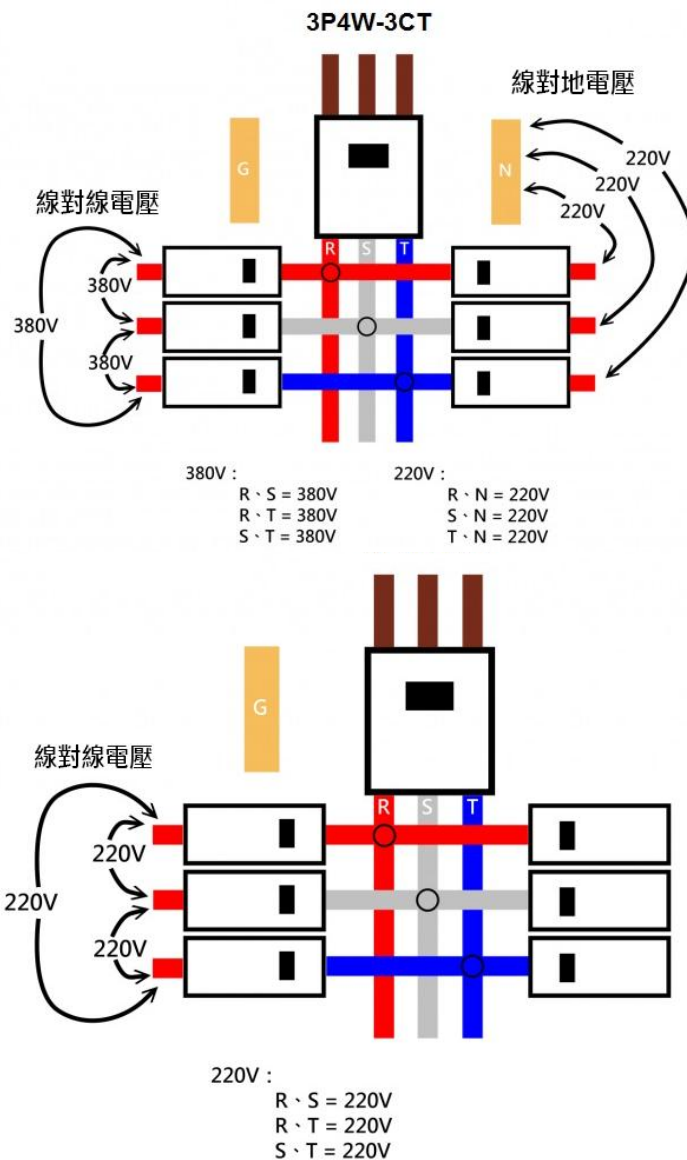 3P4W-3CT
線對地電壓
G
N
220V
220V
220V
線對線電壓
R S T
380V
380V
380V
380V：
R、S = 380V
R、T = 380V
S、T = 380V
220V：
R、N = 220V
S、N = 220V
T、N = 220V
G
線對線電壓
R S T
220V
220V
220V
220V：
R、S = 220V
R、T = 220V
S、T = 220V